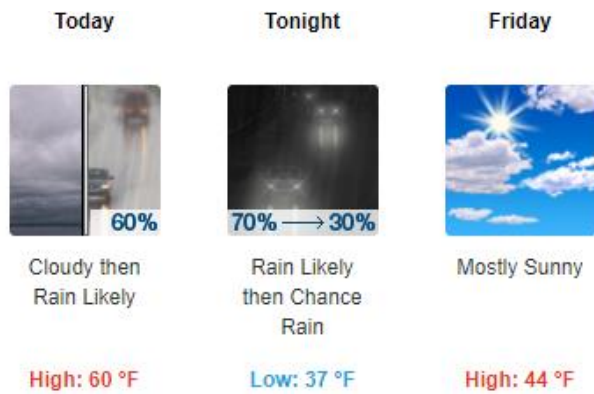 Today
Tonight
Friday
60%
70% → 30%
Cloudy then
Rain Likely
Rain Likely
then Chance
Rain
Mostly Sunny
High: 60 °F
Low: 37 °F
High: 44 °F